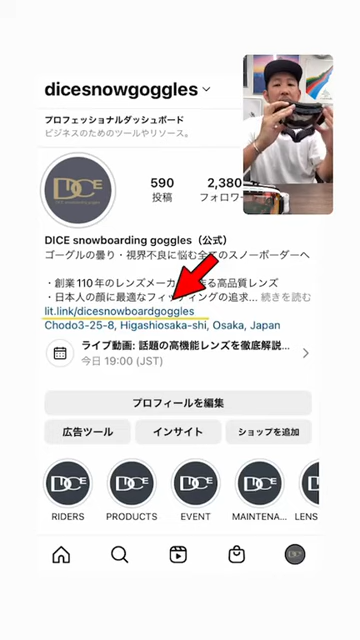 dicesnowgoggles
プロフェッショナルダッシュボード
ビジネスのためのツールやリソース。
DICE
590
2,380
投稿
フォロワー
DICE snowboarding goggles（公式）
ゴーグルの曇り・視界不良に悩む全てのスノーボーダーへ
・創業110年のレンズメーカー 作る高品質レンズ
・日本人の顔に最適なフィッティングの追求... 続きを読む
lit.link/dicesnowboardgoggles
Chodo3-25-8, Higashiosaka-shi, Osaka, Japan
ライブ動画: 話題の高機能レンズを徹底解説...
今日 19:00 (JST)
プロフィールを編集
広告ツール
インサイト
ショップを追加
DICE
DICE
DICE
DICE
RIDERS
PRODUCTS
EVENT
MAINTENA...
LENS